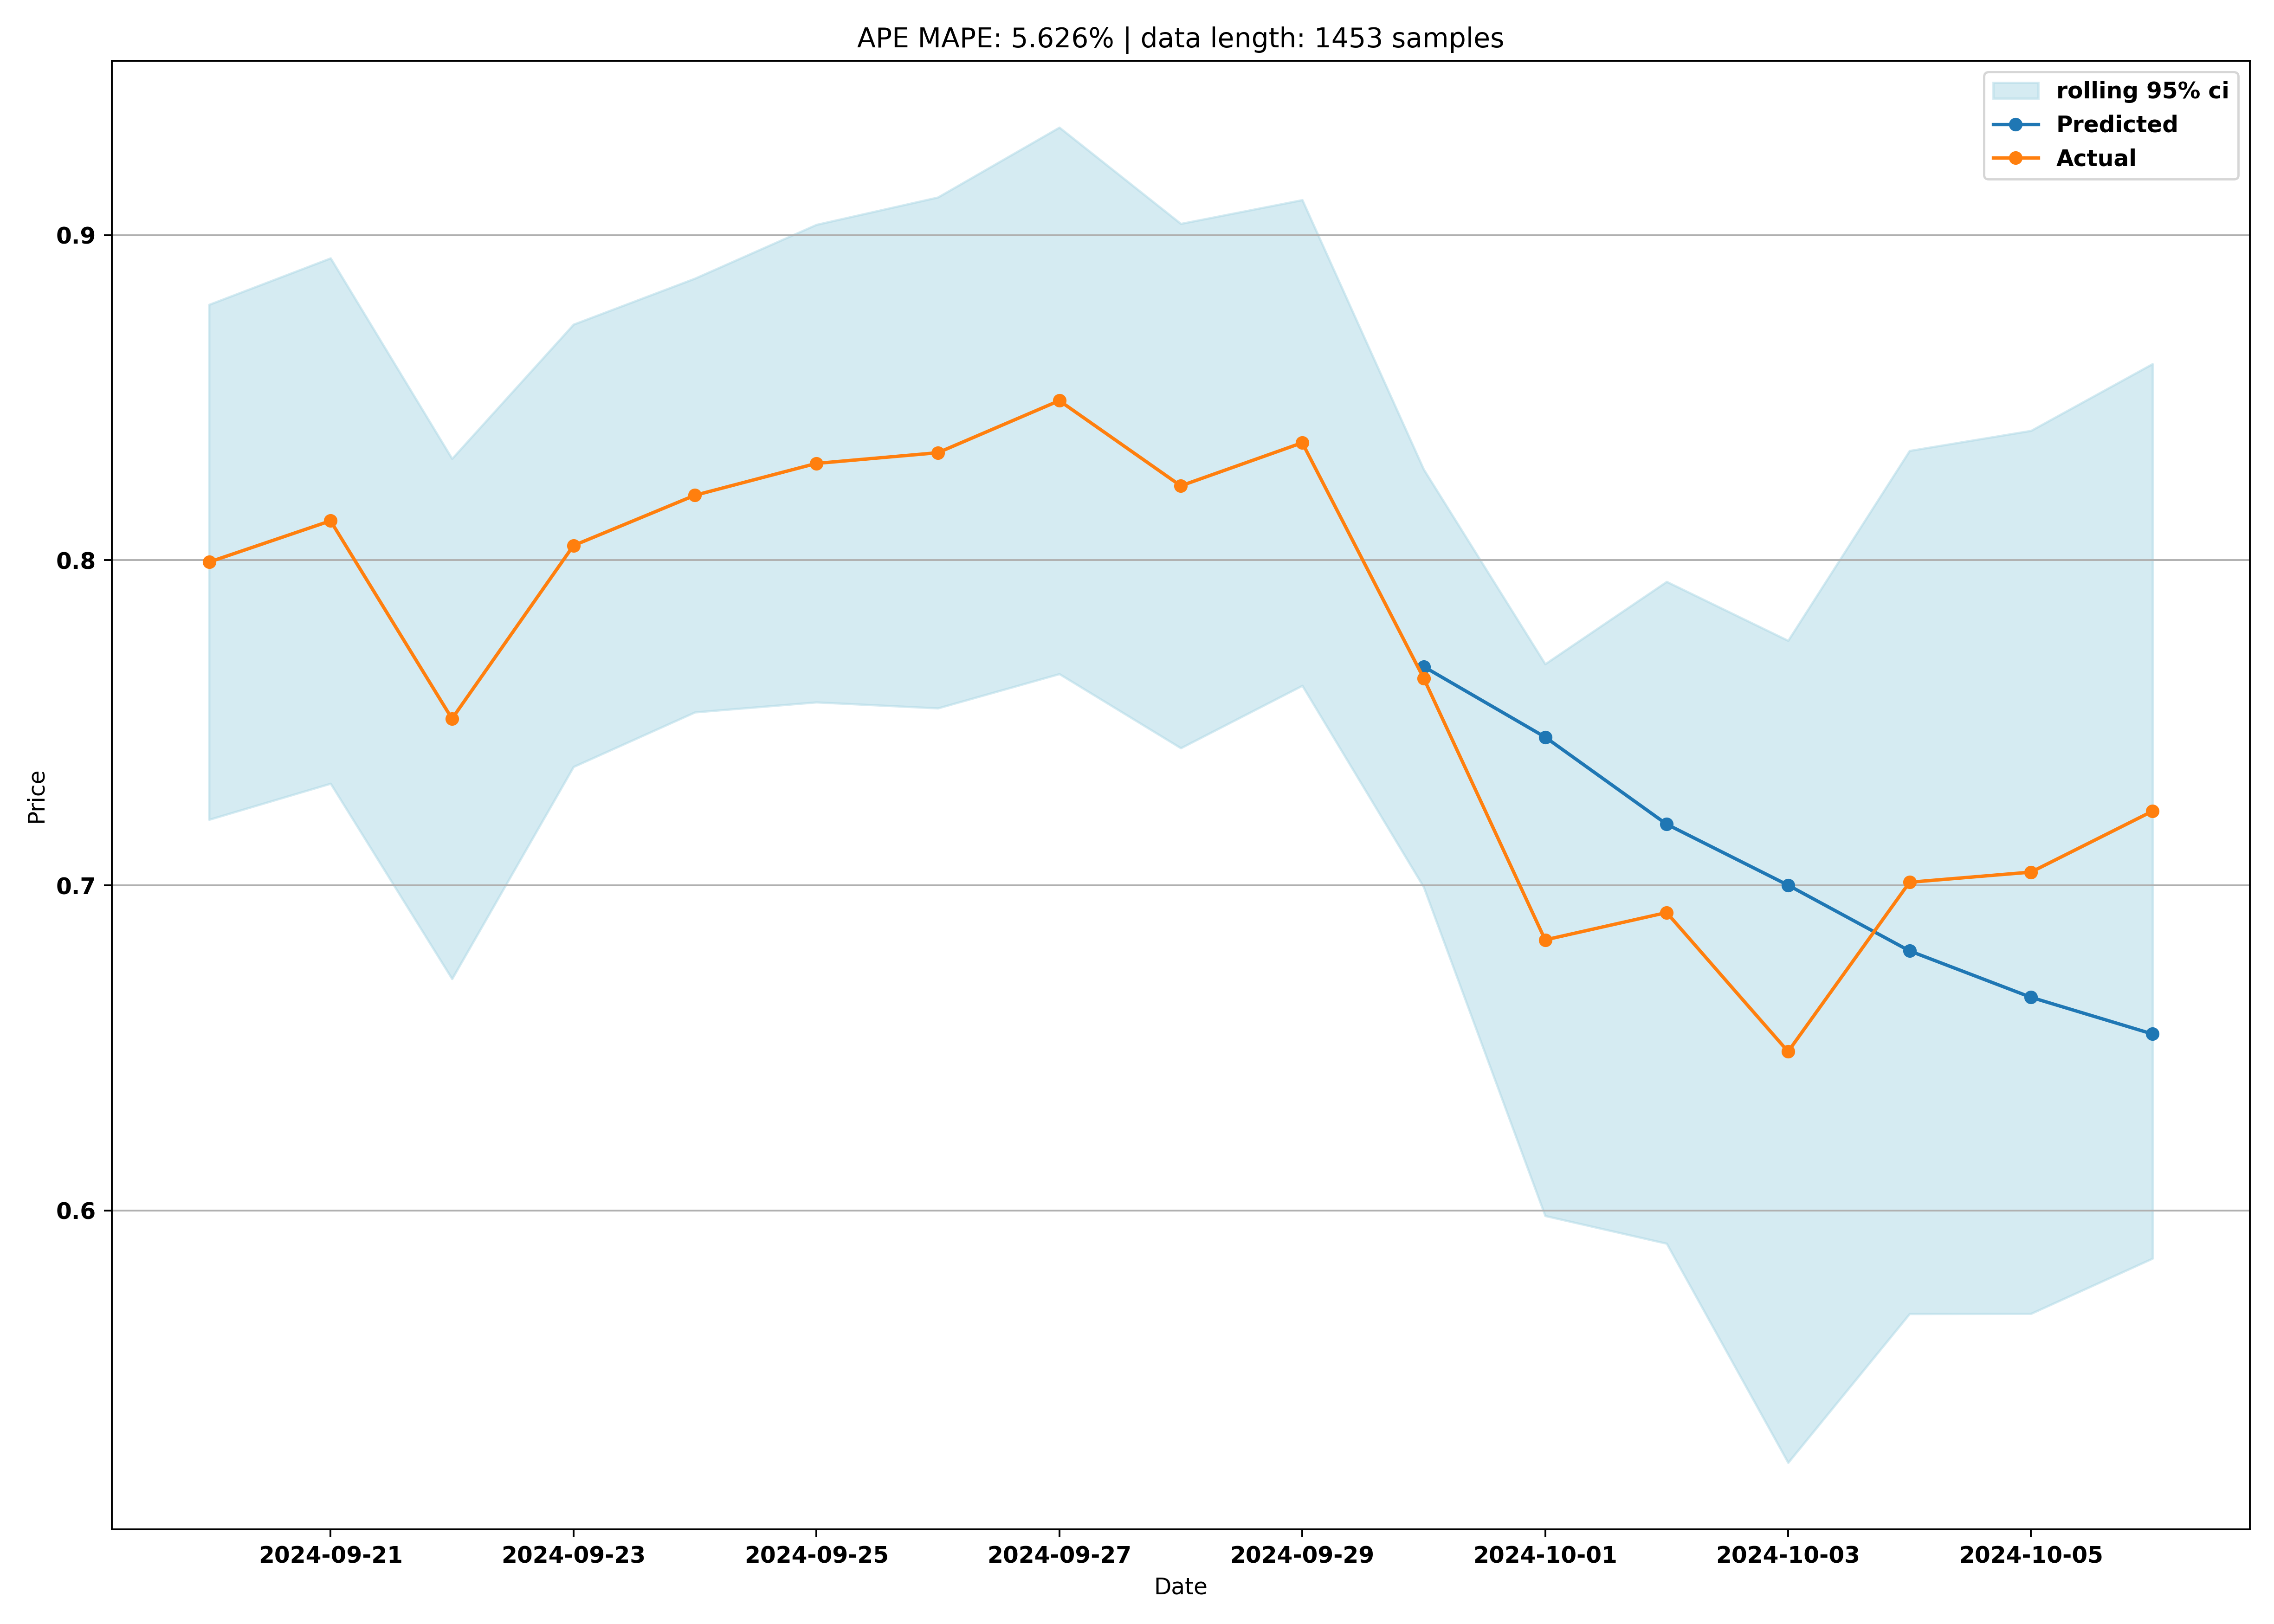 APE MAPE: 5.626% | data length: 1453 samples
rolling 95% ci
Predicted
Actual
0.9
0.8
0.7
0.6
Price
2024-09-21
2024-09-23
2024-09-25
2024-09-27
2024-09-29
2024-10-01
2024-10-03
2024-10-05
Date